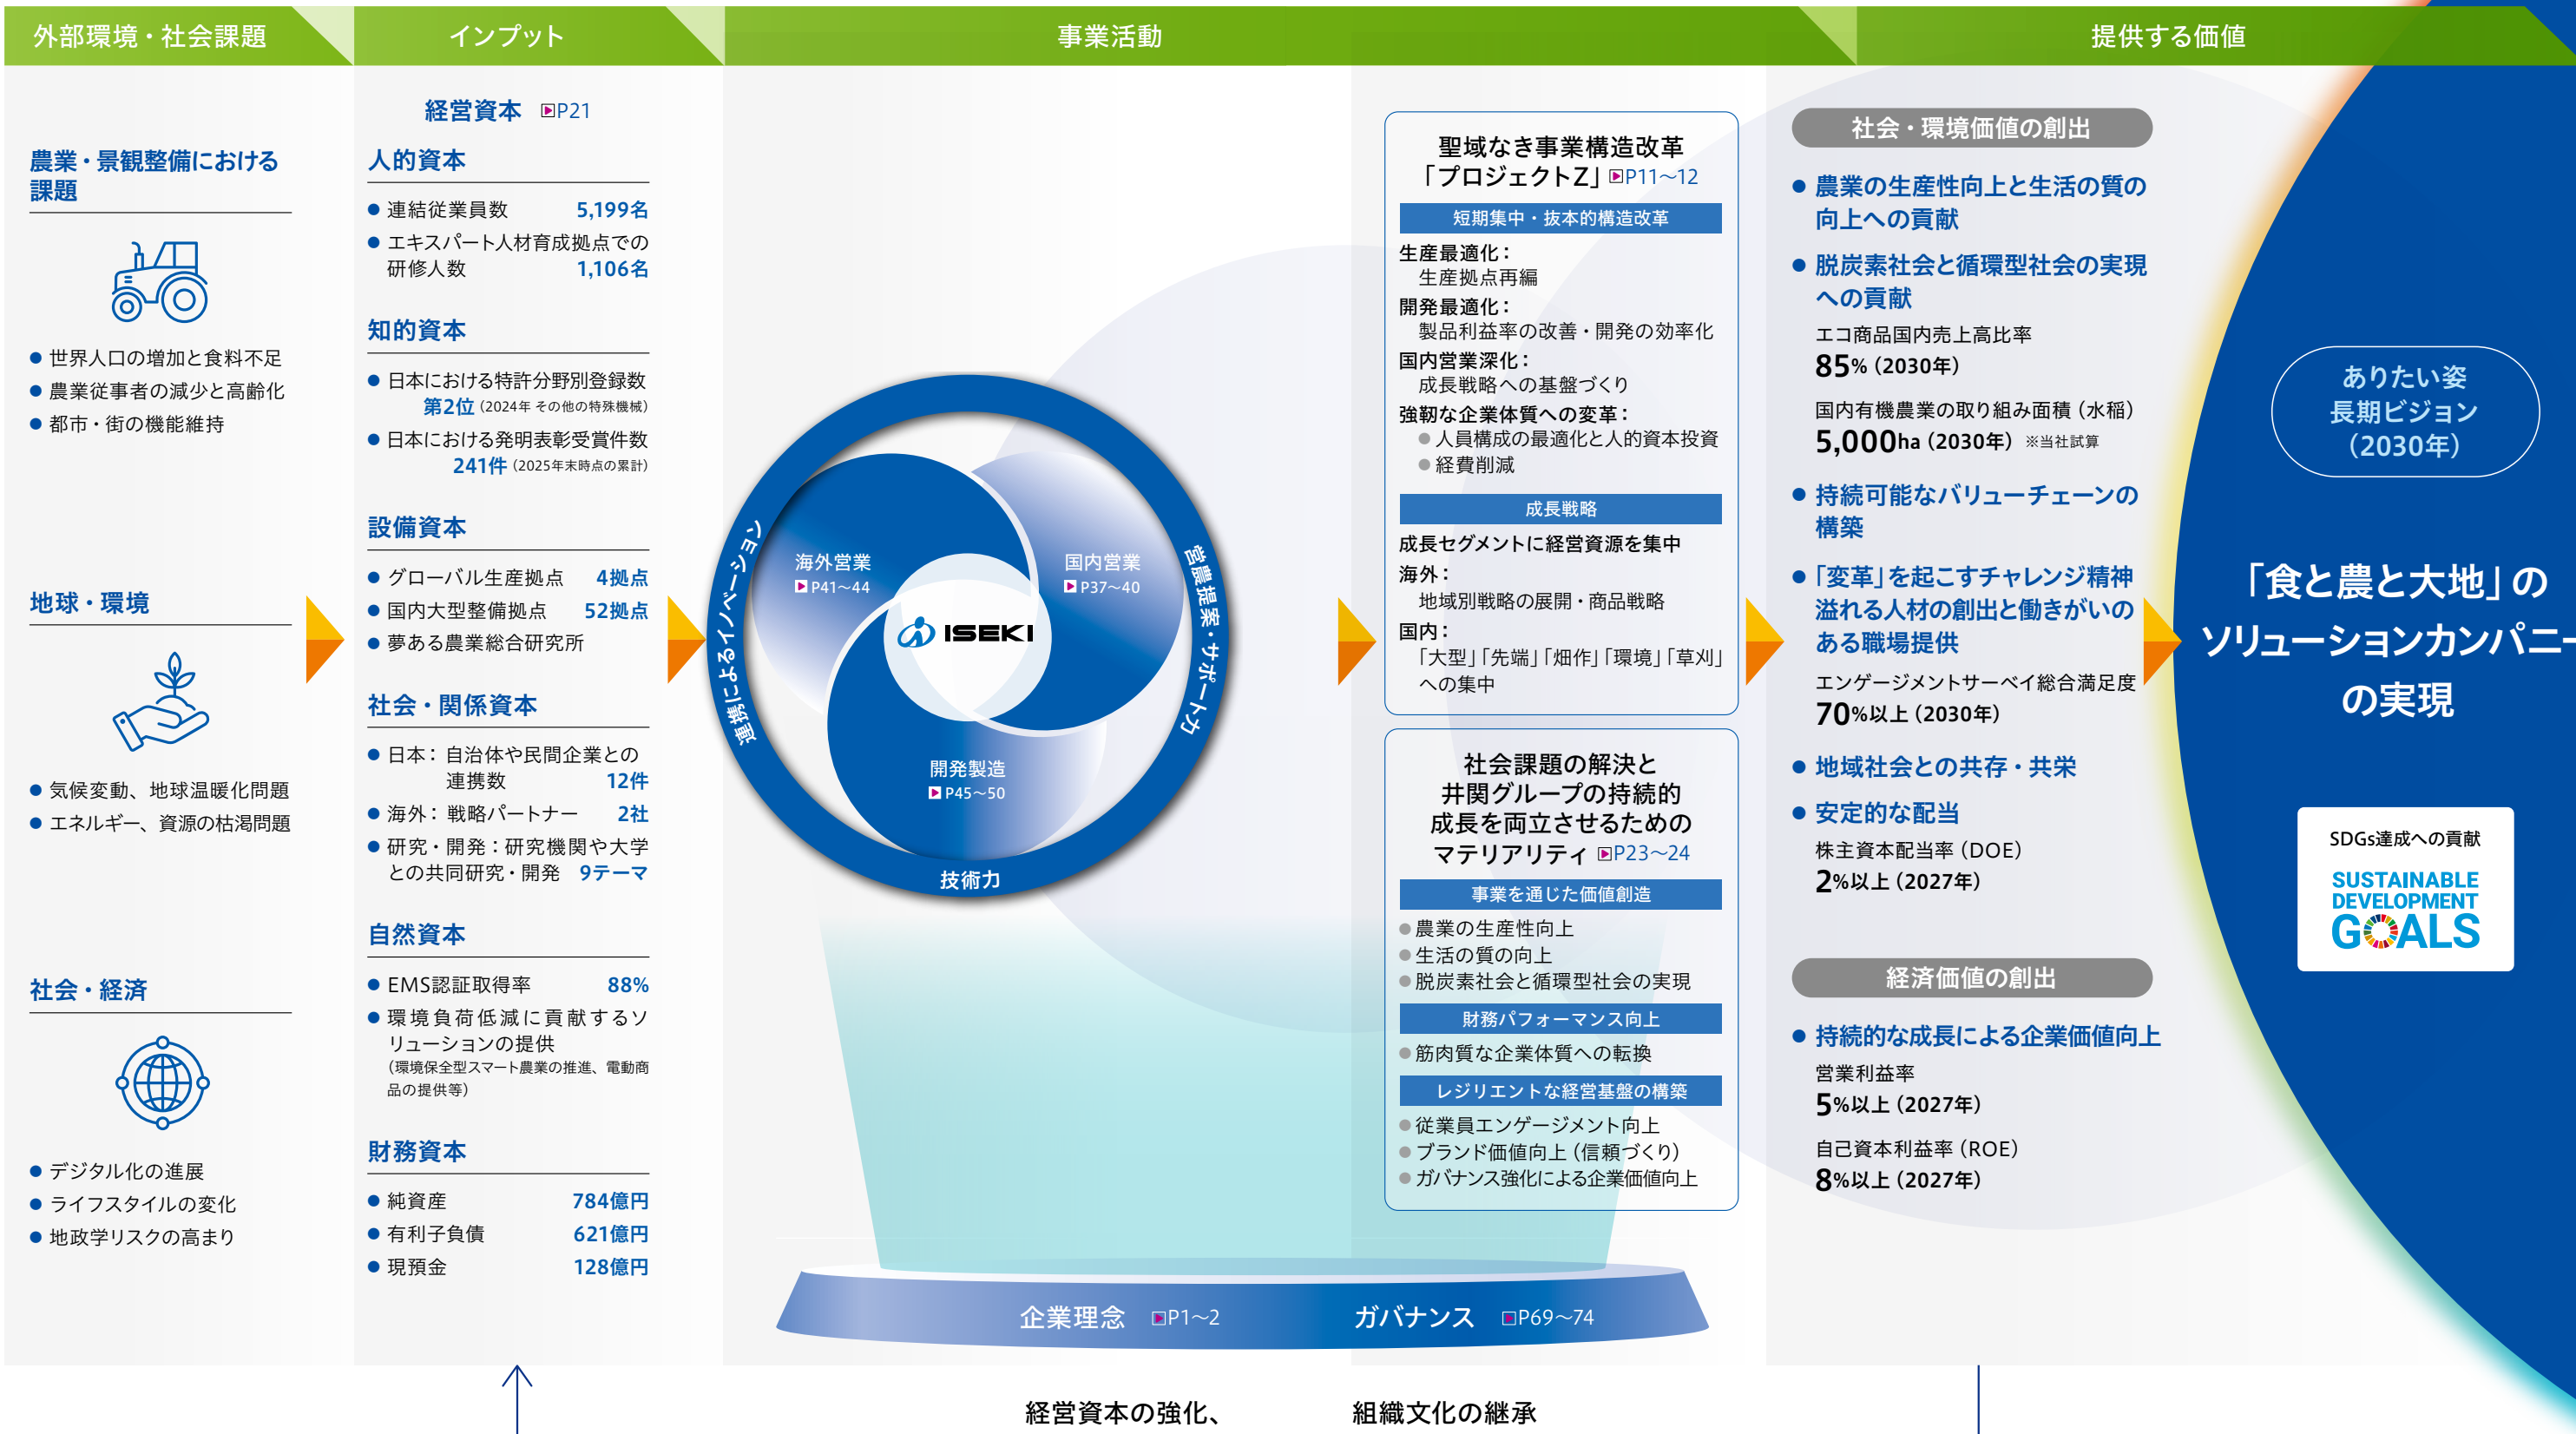 外部環境・社会課題
インプット
事業活動
提供する価値
農業・景観整備における
課題
● 世界人口の増加と食料不足
● 農業従事者の減少と高齢化
● 都市・街の機能維持
地球・環境
● 気候変動、地球温暖化問題
● エネルギー、資源の枯渇問題
社会・経済
● デジタル化の進展
● ライフスタイルの変化
● 地政学リスクの高まり
経営資本 P21
人的資本
● 連結従業員数 5,199名
● エキスパート人材育成拠点での
研修人数 1,106名
知的資本
● 日本における特許分野別登録数
第2位（2024年 その他の特殊機械）
● 日本における発明表彰受賞件数
241件（2025年末時点の累計）
設備資本
● グローバル生産拠点 4拠点
● 国内大型整備拠点 52拠点
● 夢ある農業総合研究所
社会・関係資本
● 日本：自治体や民間企業との
連携数 12件
● 海外：戦略パートナー 2社
● 研究・開発：研究機関や大学
との共同研究・開発 9テーマ
自然資本
● EMS認証取得率 88%
● 環境負荷低減に貢献するソ
リューションの提供
（環境保全型スマート農業の推進、電動商
品の提供等）
財務資本
● 純資産 784億円
● 有利子負債 621億円
● 現預金 128億円
連携によるイノベーション
営農提案・サポート力
技術力
海外営業
P41～44
国内営業
P37～40
ISEKI
開発製造
P45～50
聖域なき事業構造改革
「プロジェクトZ」 P11～12
短期集中・抜本的構造改革
生産最適化：
生産拠点再編
開発最適化：
製品利益率の改善・開発の効率化
国内営業深化：
成長戦略への基盤づくり
強靭な企業体質への変革：
● 人員構成の最適化と人的資本投資
● 経費削減
成長戦略
成長セグメントに経営資源を集中
海外：
地域別戦略の展開・商品戦略
国内：
「大型」「先端」「畑作」「環境」「草刈」
への集中
社会課題の解決と
井関グループの持続的
成長を両立させるための
マテリアリティ P23～24
事業を通じた価値創造
● 農業の生産性向上
● 生活の質の向上
● 脱炭素社会と循環型社会の実現
財務パフォーマンス向上
● 筋肉質な企業体質への転換
レジリエントな経営基盤の構築
● 従業員エンゲージメント向上
● ブランド価値向上（信頼づくり）
● ガバナンス強化による企業価値向上
企業理念 P1～2
ガバナンス P69～74
社会・環境価値の創出
● 農業の生産性向上と生活の質の
向上への貢献
● 脱炭素社会と循環型社会の実現
への貢献
エコ商品国内売上高比率
85%（2030年）
国内有機農業の取り組み面積（水稲）
5,000ha（2030年）※当社試算
● 持続可能なバリューチェーンの
構築
● 「変革」を起こすチャレンジ精神
溢れる人材の創出と働きがいの
ある職場提供
エンゲージメントサーベイ総合満足度
70%以上（2030年）
● 地域社会との共存・共栄
● 安定的な配当
株主資本配当率（DOE）
2%以上（2027年）
経済価値の創出
● 持続的な成長による企業価値向上
営業利益率
5%以上（2027年）
自己資本利益率（ROE）
8%以上（2027年）
ありたい姿
長期ビジョン
（2030年）
「食と農と大地」の
ソリューションカンパニー
の実現
SDGs達成への貢献
SUSTAINABLE
DEVELOPMENT
GOALS
経営資本の強化、 組織文化の継承